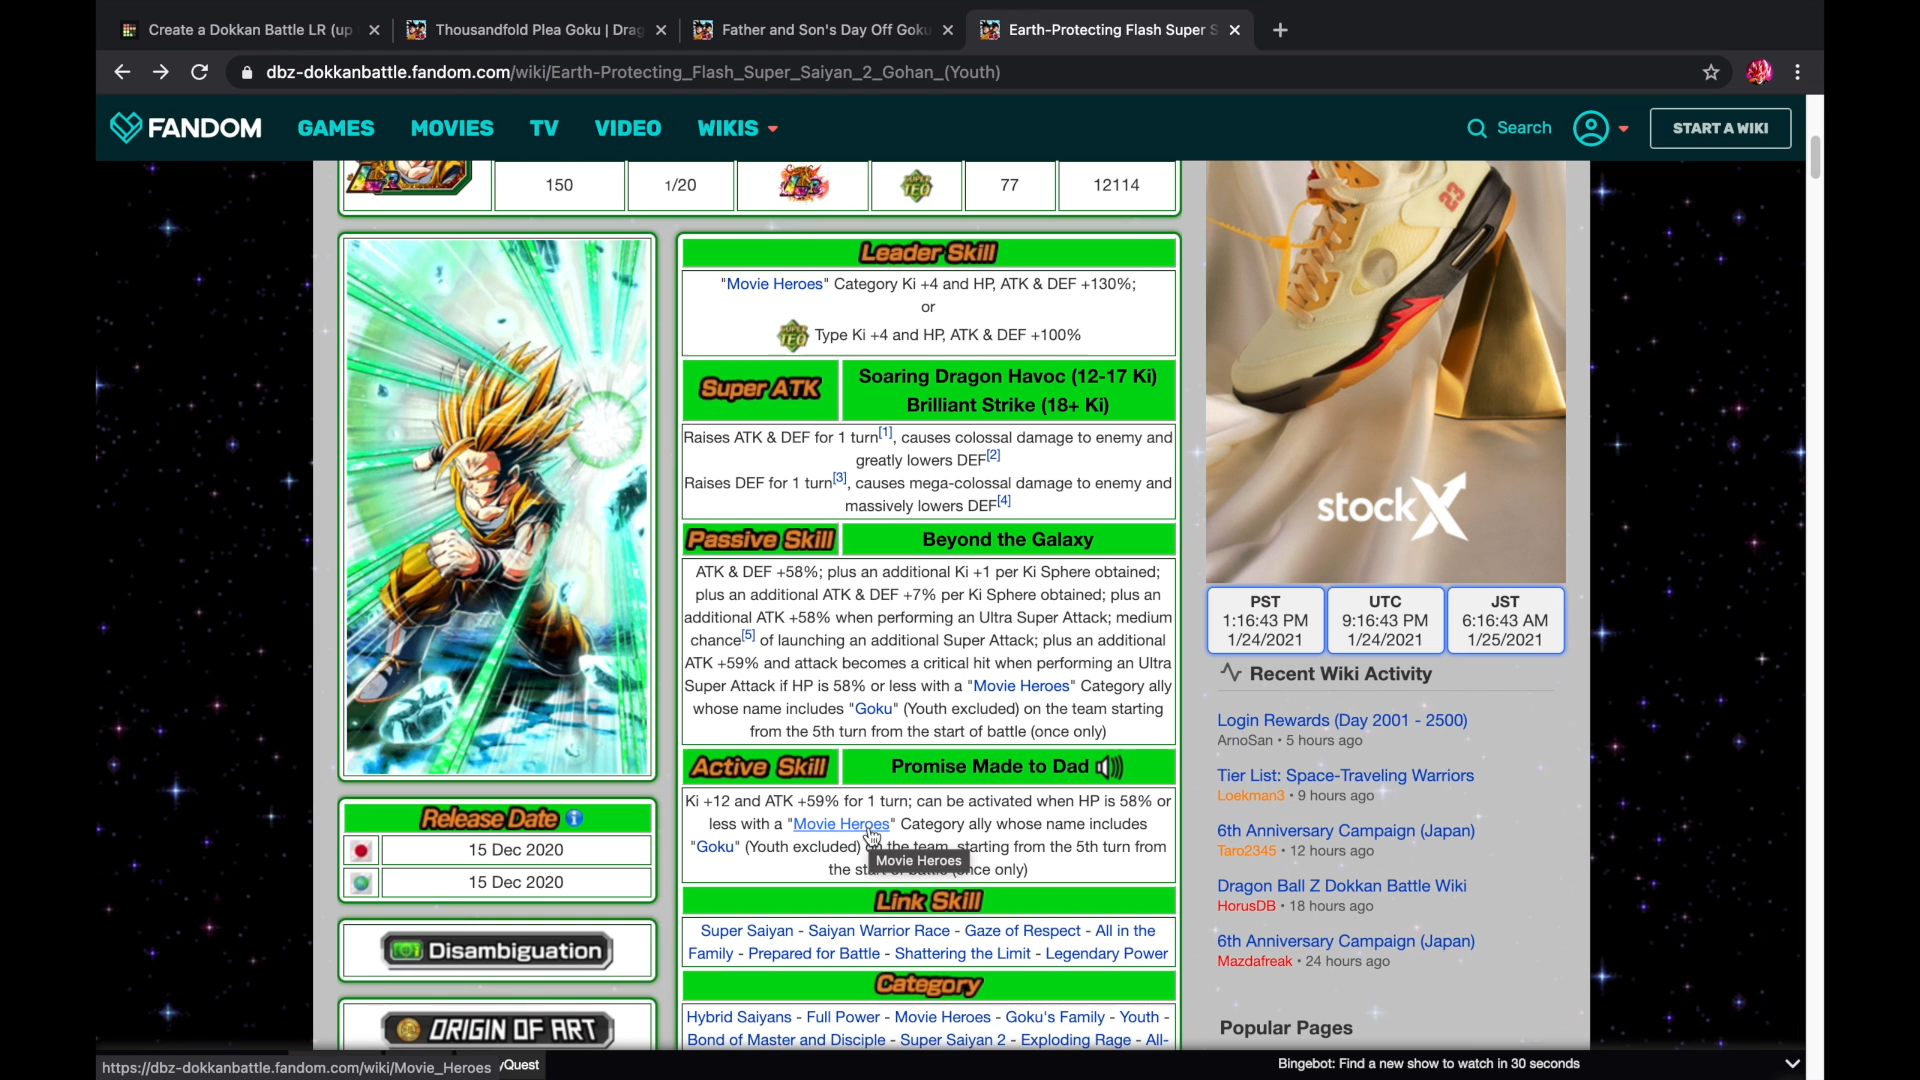 Create a Dokkan Battle LR (up
Thousandfold Plea Goku | Drag
Father and Son's Day Off Goku
Earth-Protecting Flash Super S
dbz-dokkanbattle.fandom.com/wiki/Earth-Protecting_Flash_Super_Saiyan_2_Gohan_(Youth)
FANDOM GAMES MOVIES TV VIDEO WIKIS Search START A WIKI
LR 150 1/20 LR SUPER TEQ 77 12114
Leader Skill
"Movie Heroes" Category Ki +4 and HP, ATK & DEF +130%;
or
SUPER TEQ Type Ki +4 and HP, ATK & DEF +100%
Super ATK
Soaring Dragon Havoc (12-17 Ki)
Brilliant Strike (18+ Ki)
Raises ATK & DEF for 1 turn[1], causes colossal damage to enemy and
greatly lowers DEF[2]
Raises DEF for 1 turn[3], causes mega-colossal damage to enemy and
massively lowers DEF[4]
Passive Skill Beyond the Galaxy
ATK & DEF +58%; plus an additional Ki +1 per Ki Sphere obtained;
plus an additional ATK & DEF +7% per Ki Sphere obtained; plus an
additional ATK +58% when performing an Ultra Super Attack; medium
chance[5] of launching an additional Super Attack; plus an additional
ATK +59% and attack becomes a critical hit when performing an Ultra
Super Attack if HP is 58% or less with a "Movie Heroes" Category ally
whose name includes "Goku" (Youth excluded) on the team starting
from the 5th turn from the start of battle (once only)
Active Skill Promise Made to Dad
Ki +12 and ATK +59% for 1 turn; can be activated when HP is 58% or
less with a "Movie Heroes" Category ally whose name includes
"Goku" (Youth excluded) the team, starting from the 5th turn from
Movie Heroes
the once only)
Link Skill
Super Saiyan - Saiyan Warrior Race - Gaze of Respect - All in the
Family - Prepared for Battle - Shattering the Limit - Legendary Power
Category
Hybrid Saiyans - Full Power - Movie Heroes - Goku's Family - Youth -
Bond of Master and Disciple - Super Saiyan 2 - Exploding Rage - All-
Release Date i
15 Dec 2020
15 Dec 2020
Disambiguation
ORIGIN OF ART
23
stockX
PST
1:16:43 PM
1/24/2021
UTC
9:16:43 PM
1/24/2021
JST
6:16:43 AM
1/25/2021
Recent Wiki Activity
Login Rewards (Day 2001 - 2500)
ArnoSan • 5 hours ago
Tier List: Space-Traveling Warriors
Loekman3 • 9 hours ago
6th Anniversary Campaign (Japan)
Taro2345 • 12 hours ago
Dragon Ball Z Dokkan Battle Wiki
HorusDB • 18 hours ago
6th Anniversary Campaign (Japan)
Mazdafreak • 24 hours ago
Popular Pages
https://dbz-dokkanbattle.fandom.com/wiki/Movie_Heroes /Quest
Bingebot: Find a new show to watch in 30 seconds